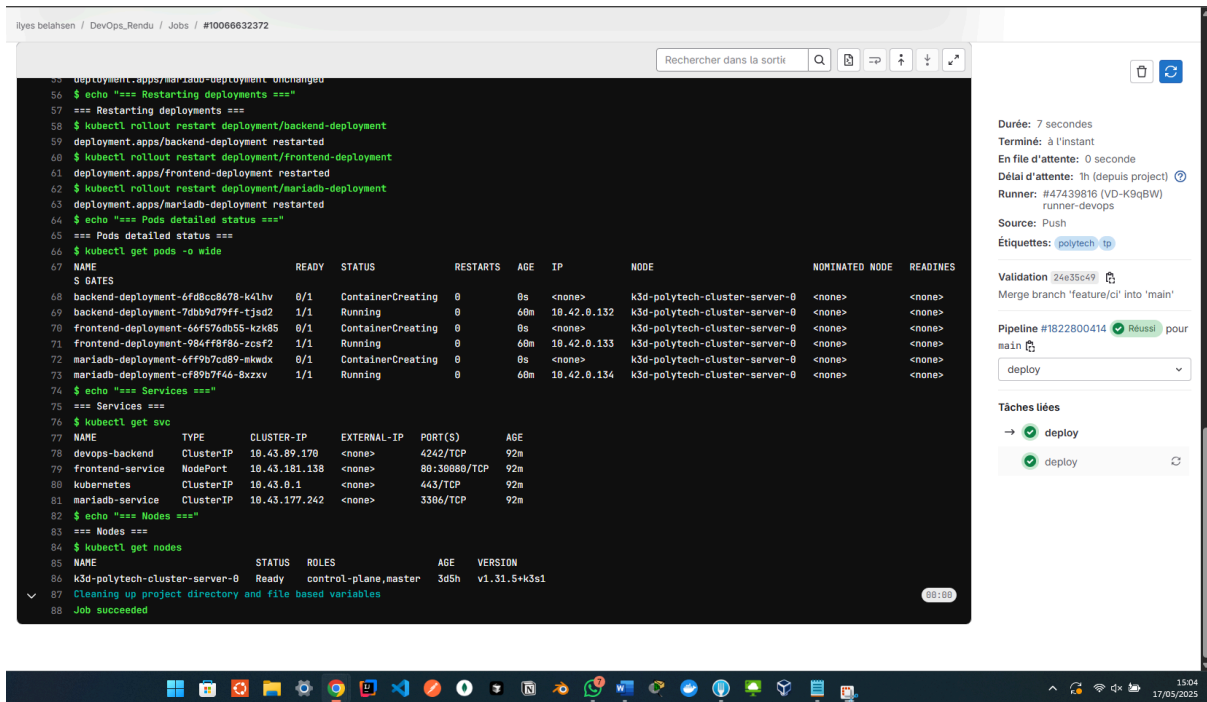 ilyes belahsen / DevOps_Rendu / Jobs / #10066632372
Rechercher dans la sortie
55 deployment.apps/mariadb-deployment unchanged
56 $ echo "=== Restarting deployments ==="
57 === Restarting deployments ===
58 $ kubectl rollout restart deployment/backend-deployment
59 deployment.apps/backend-deployment restarted
60 $ kubectl rollout restart deployment/frontend-deployment
61 deployment.apps/frontend-deployment restarted
62 $ kubectl rollout restart deployment/mariadb-deployment
63 deployment.apps/mariadb-deployment restarted
64 $ echo "=== Pods detailed status ==="
65 === Pods detailed status ===
66 $ kubectl get pods -o wide
67 NAME READY STATUS RESTARTS AGE IP NODE NOMINATED NODE READINES
S GATES
68 backend-deployment-6fd8cc8678-k4lhv 0/1 ContainerCreating 0 0s <none> k3d-polytech-cluster-server-0 <none> <none>
69 backend-deployment-7dbb9d79ff-tjsd2 1/1 Running 0 60m 10.42.0.132 k3d-polytech-cluster-server-0 <none> <none>
70 frontend-deployment-66f576db55-kzk85 0/1 ContainerCreating 0 0s <none> k3d-polytech-cluster-server-0 <none> <none>
71 frontend-deployment-984ff8f86-zcsf2 1/1 Running 0 60m 10.42.0.133 k3d-polytech-cluster-server-0 <none> <none>
72 mariadb-deployment-6ff9b7cd89-mkwdx 0/1 ContainerCreating 0 0s <none> k3d-polytech-cluster-server-0 <none> <none>
73 mariadb-deployment-cf89b7f46-8xzxv 1/1 Running 0 60m 10.42.0.134 k3d-polytech-cluster-server-0 <none> <none>
74 $ echo "=== Services ==="
75 === Services ===
76 $ kubectl get svc
77 NAME TYPE CLUSTER-IP EXTERNAL-IP PORT(S) AGE
78 devops-backend ClusterIP 10.43.89.170 <none> 4242/TCP 92m
79 frontend-service NodePort 10.43.181.138 <none> 80:30080/TCP 92m
80 kubernetes ClusterIP 10.43.0.1 <none> 443/TCP 92m
81 mariadb-service ClusterIP 10.43.177.242 <none> 3306/TCP 92m
82 $ echo "=== Nodes ==="
83 === Nodes ===
84 $ kubectl get nodes
85 NAME STATUS ROLES AGE VERSION
86 k3d-polytech-cluster-server-0 Ready control-plane,master 3d5h v1.31.5+k3s1
87 Cleaning up project directory and file based variables 00:00
88 Job succeeded
Durée: 7 secondes
Terminé: à l'instant
En file d'attente: 0 seconde
Délai d'attente: 1h (depuis project)
Runner: #47439816 (VD-K9qBW)
runner-devops
Source: Push
Étiquettes: polytech tp
Validation 24e35c49
Merge branch 'feature/ci' into 'main'
Pipeline #1822800414 Réussi pour
main
deploy
Tâches liées
→ deploy
deploy
7
15:04
17/05/2025